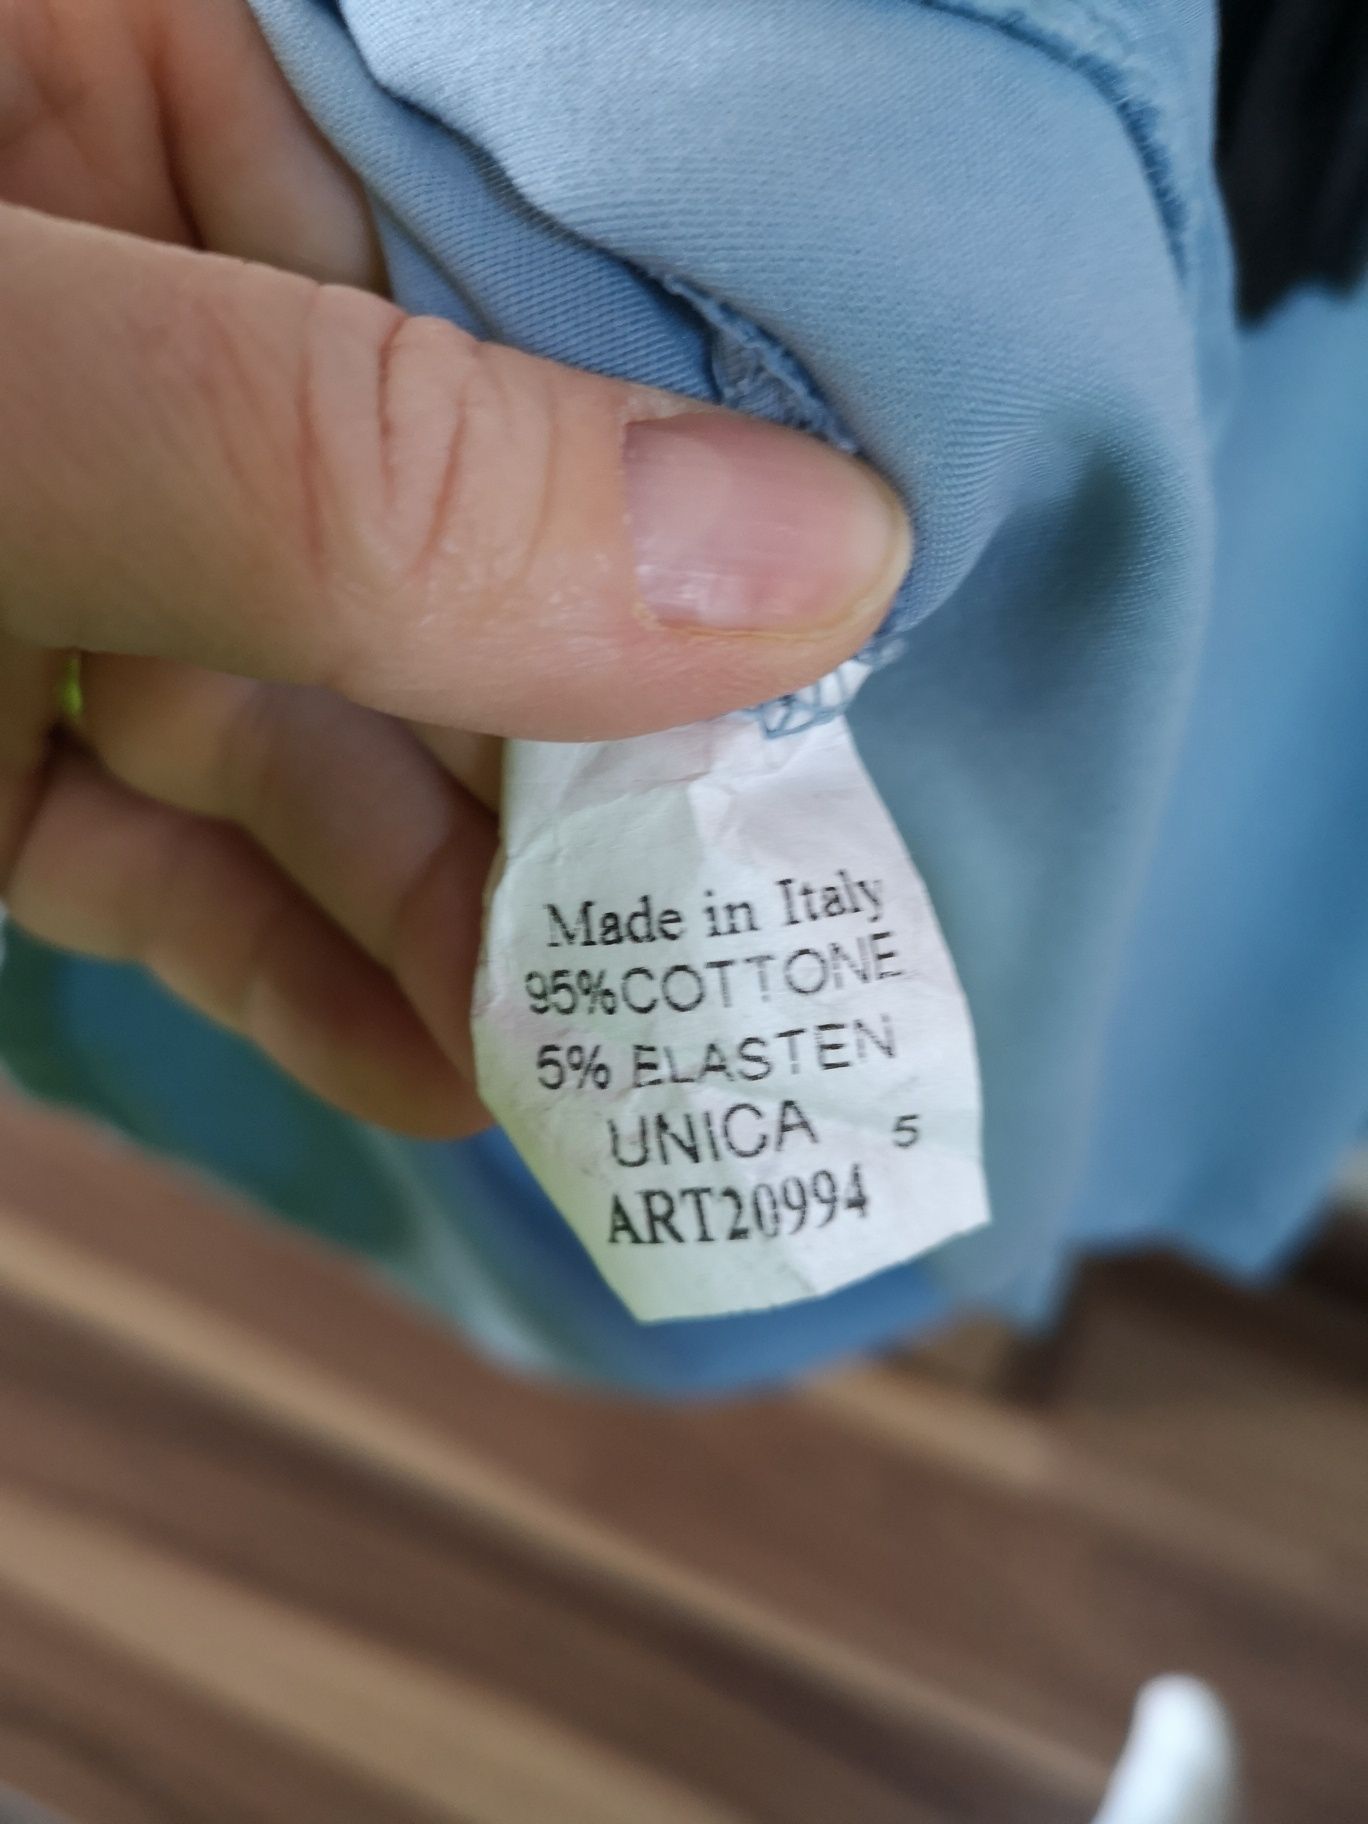 Made in Italy
95%COTTONE
5% ELASTEN
UNICA 5
ART20994